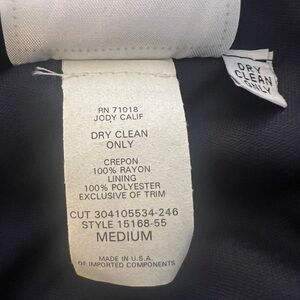 RN 71018
JODY CALIF
DRY CLEAN
ONLY
CREPON
100% RAYON
LINING
100% POLYESTER
EXCLUSIVE OF TRIM
CUT 304105534-246
STYLE 15168-55
MEDIUM
MADE IN U.S.A.
OF IMPORTED COMPONENTS
DRY
CLEAN
ONLY